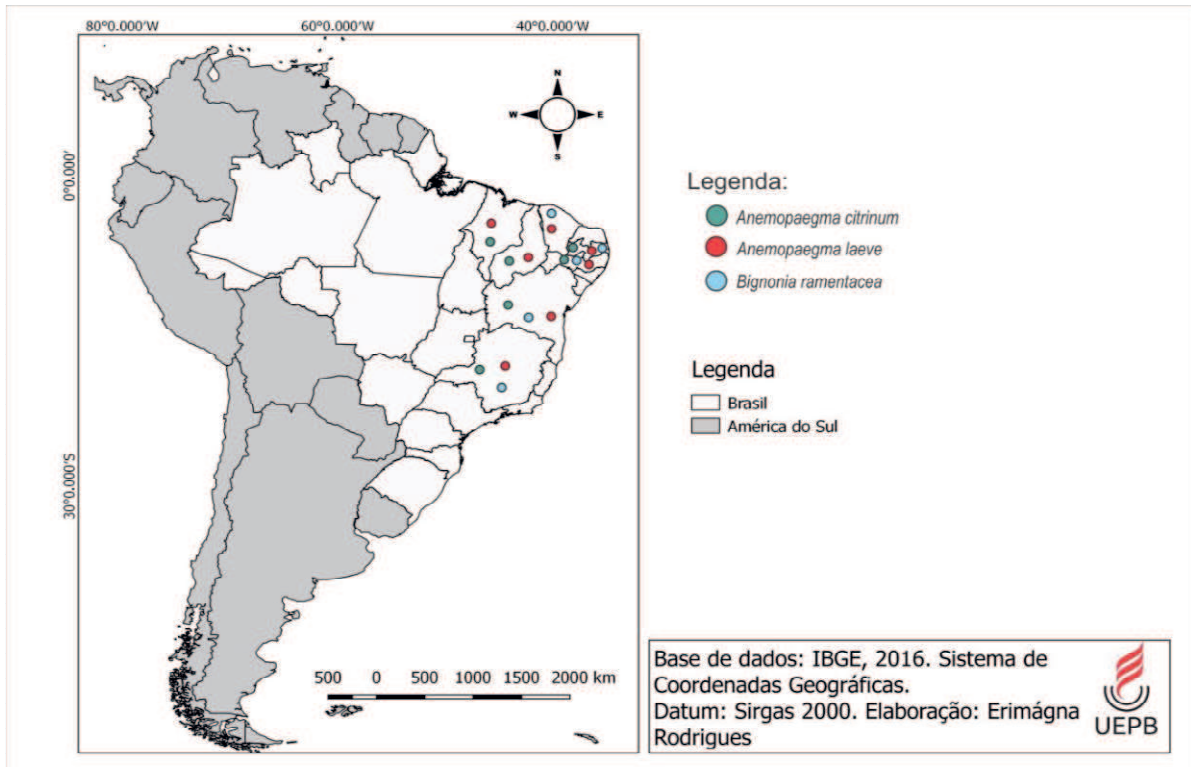 80°0.000'W 60°0.000'W 40°0.000'W
0°0.000'
30°0.000'S
N
W E
S
Legenda:
Anemopaegma citrinum
Anemopaegma laeve
Bignonia ramentacea
Legenda
Brasil
América do Sul
500 0 500 1000 1500 2000 km
Base de dados: IBGE, 2016. Sistema de
Coordenadas Geográficas.
Datum: Sirgas 2000. Elaboração: Erimágna
Rodrigues
UEPB